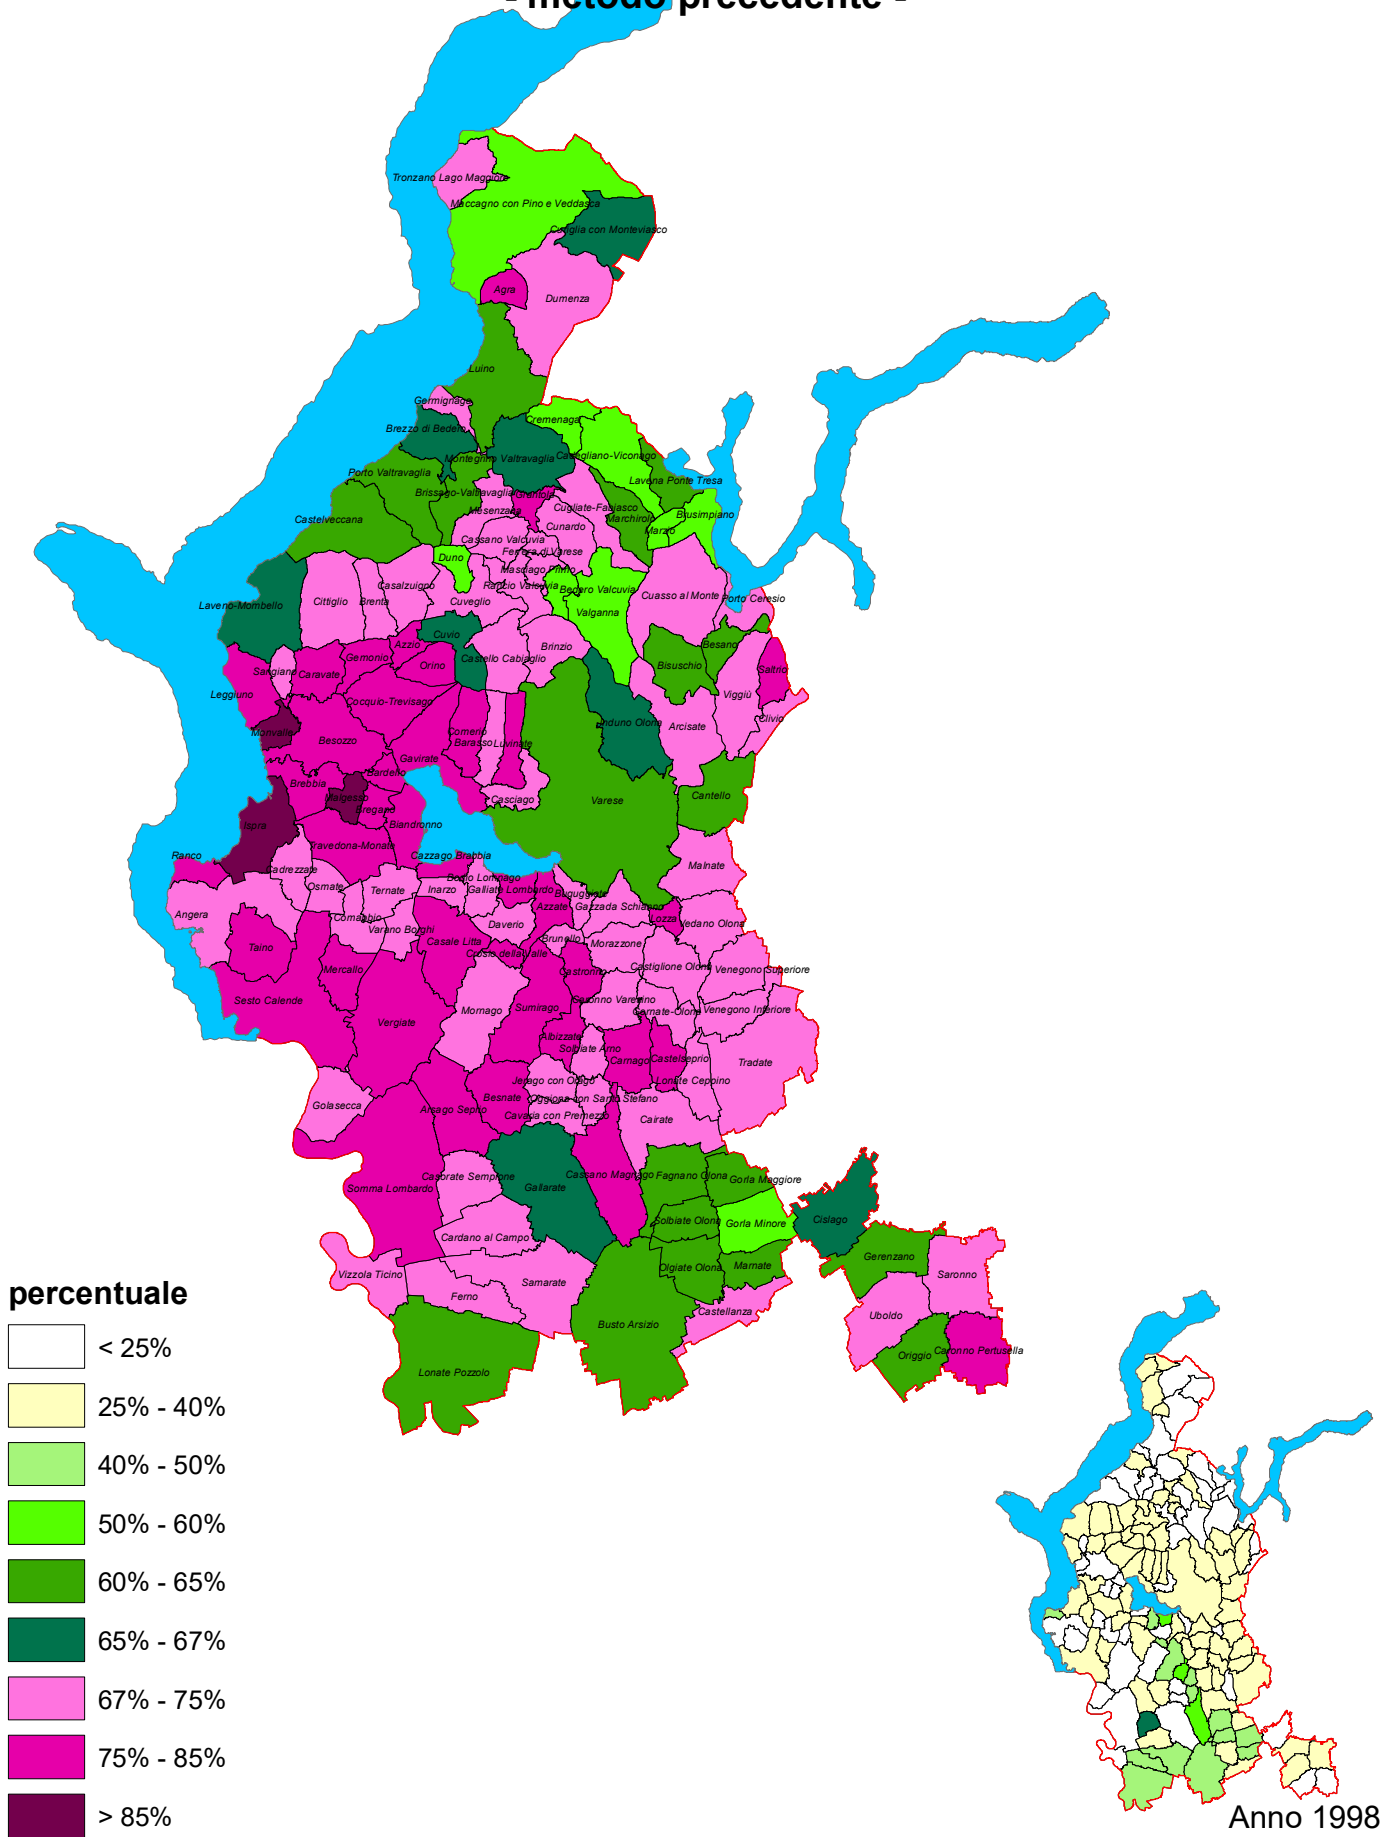 - metodo precedente -
Tronzano Lago Maggiore
Maccagno con Pino e Veddasca
Curiglia con Monteviasco
Agra
Dumenza
Luino
Germignaga
Cremenaga
Brezzo di Bedero
Cadegliano-Viconago
Montegrino Valtravaglia
Porto Valtravaglia
Lavena Ponte Tresa
Brissago-Valtravaglia
Grantola
Mesenzana
Cugliate-Fabiasco
Brusimpiano
Castelveccana
Marchirolo
Cunardo
Marzio
Cassano Valcuvia
Ferrera di Varese
Duno
Masciago Primo
Casalzuigno
Rancio Valcuvia
Bedero Valcuvia
Cuasso al Monte
Porto Ceresio
Laveno-Mombello
Cittiglio
Brenta
Cuveglio
Valganna
Cuvio
Azzio
Brinzio
Besano
Gemonio
Castello Cabiaglio
Orino
Bisuschio
Sangiano
Caravate
Saltrio
Leggiuno
Cocquio-Trevisago
Viggiù
Clivio
Monvalle
Besozzo
Comerio
Barasso
Luvinate
Induno Olona
Arcisate
Gavirate
Bardello
Brebbia
Malgesso
Bregano
Casciago
Varese
Cantello
Ispra
Biandronno
Travedona-Monate
Ranco
Cazzago Brabbia
Cadrezzate
Malnate
Bodio Lomnago
Osmate
Ternate
Inarzo
Galliate Lombardo
Buguggiate
Angera
Comabbio
Azzate
Gazzada Schianno
Lozza
Vedano Olona
Varano Borghi
Daverio
Taino
Casale Litta
Brunello
Morazzone
Crosio della Valle
Mercallo
Castronno
Castiglione Olona
Venegono Superiore
Sesto Calende
Mornago
Sumirago
Caronno Varesino
Gornate-Olona
Venegono Inferiore
Vergiate
Albizzate
Solbiate Arno
Carnago
Castelseprio
Tradate
Jerago con Orago
Lonate Ceppino
Golasecca
Arsago Seprio
Besnate
Oggiona con Santo Stefano
Cavaria con Premezzo
Cairate
Casorate Sempione
Cassano Magnago
Fagnano Olona
Gorla Maggiore
Somma Lombardo
Gallarate
Solbiate Olona
Gorla Minore
Cislago
Cardano al Campo
Gerenzano
Vizzola Ticino
Olgiate Olona
Marnate
Saronno
Samarate
Ferno
Castellanza
Uboldo
Busto Arsizio
Origgio
Caronno Pertusella
Lonate Pozzolo
percentuale
< 25%
25% - 40%
40% - 50%
50% - 60%
60% - 65%
65% - 67%
67% - 75%
75% - 85%
> 85%
Anno 1998